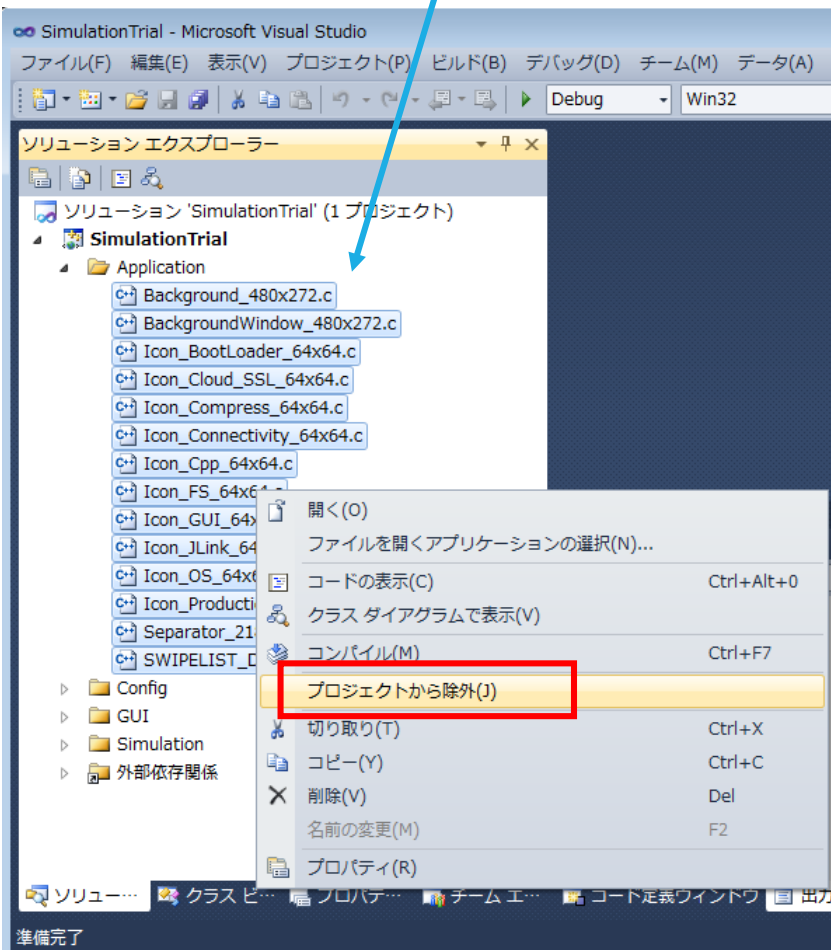 SimulationTrial - Microsoft Visual Studio
ファイル(F) 編集(E) 表示(V) プロジェクト(P) ビルド(B) デバッグ(D) チーム(M) データ(A)
Debug Win32
ソリューション エクスプローラー
ソリューション 'SimulationTrial' (1 プロジェクト)
SimulationTrial
Application
Background_480x272.c
BackgroundWindow_480x272.c
Icon_BootLoader_64x64.c
Icon_Cloud_SSL_64x64.c
Icon_Compress_64x64.c
Icon_Connectivity_64x64.c
Icon_Cpp_64x64.c
Icon_FS_64x64.c
Icon_GUI_64x
Icon_JLink_64
Icon_OS_64x6
Icon_Producti
Separator_21
SWIPELIST_D
Config
GUI
Simulation
外部依存関係
開く(O)
ファイルを開くアプリケーションの選択(N)...
コードの表示(C) Ctrl+Alt+0
クラス ダイアグラムで表示(V)
コンパイル(M) Ctrl+F7
プロジェクトから除外(J)
切り取り(T) Ctrl+X
コピー(Y) Ctrl+C
削除(V) Del
名前の変更(M) F2
プロパティ(R)
ソリュー… クラス ビ… プロパテ… チーム エ… コード定義ウィンドウ 出力
準備完了